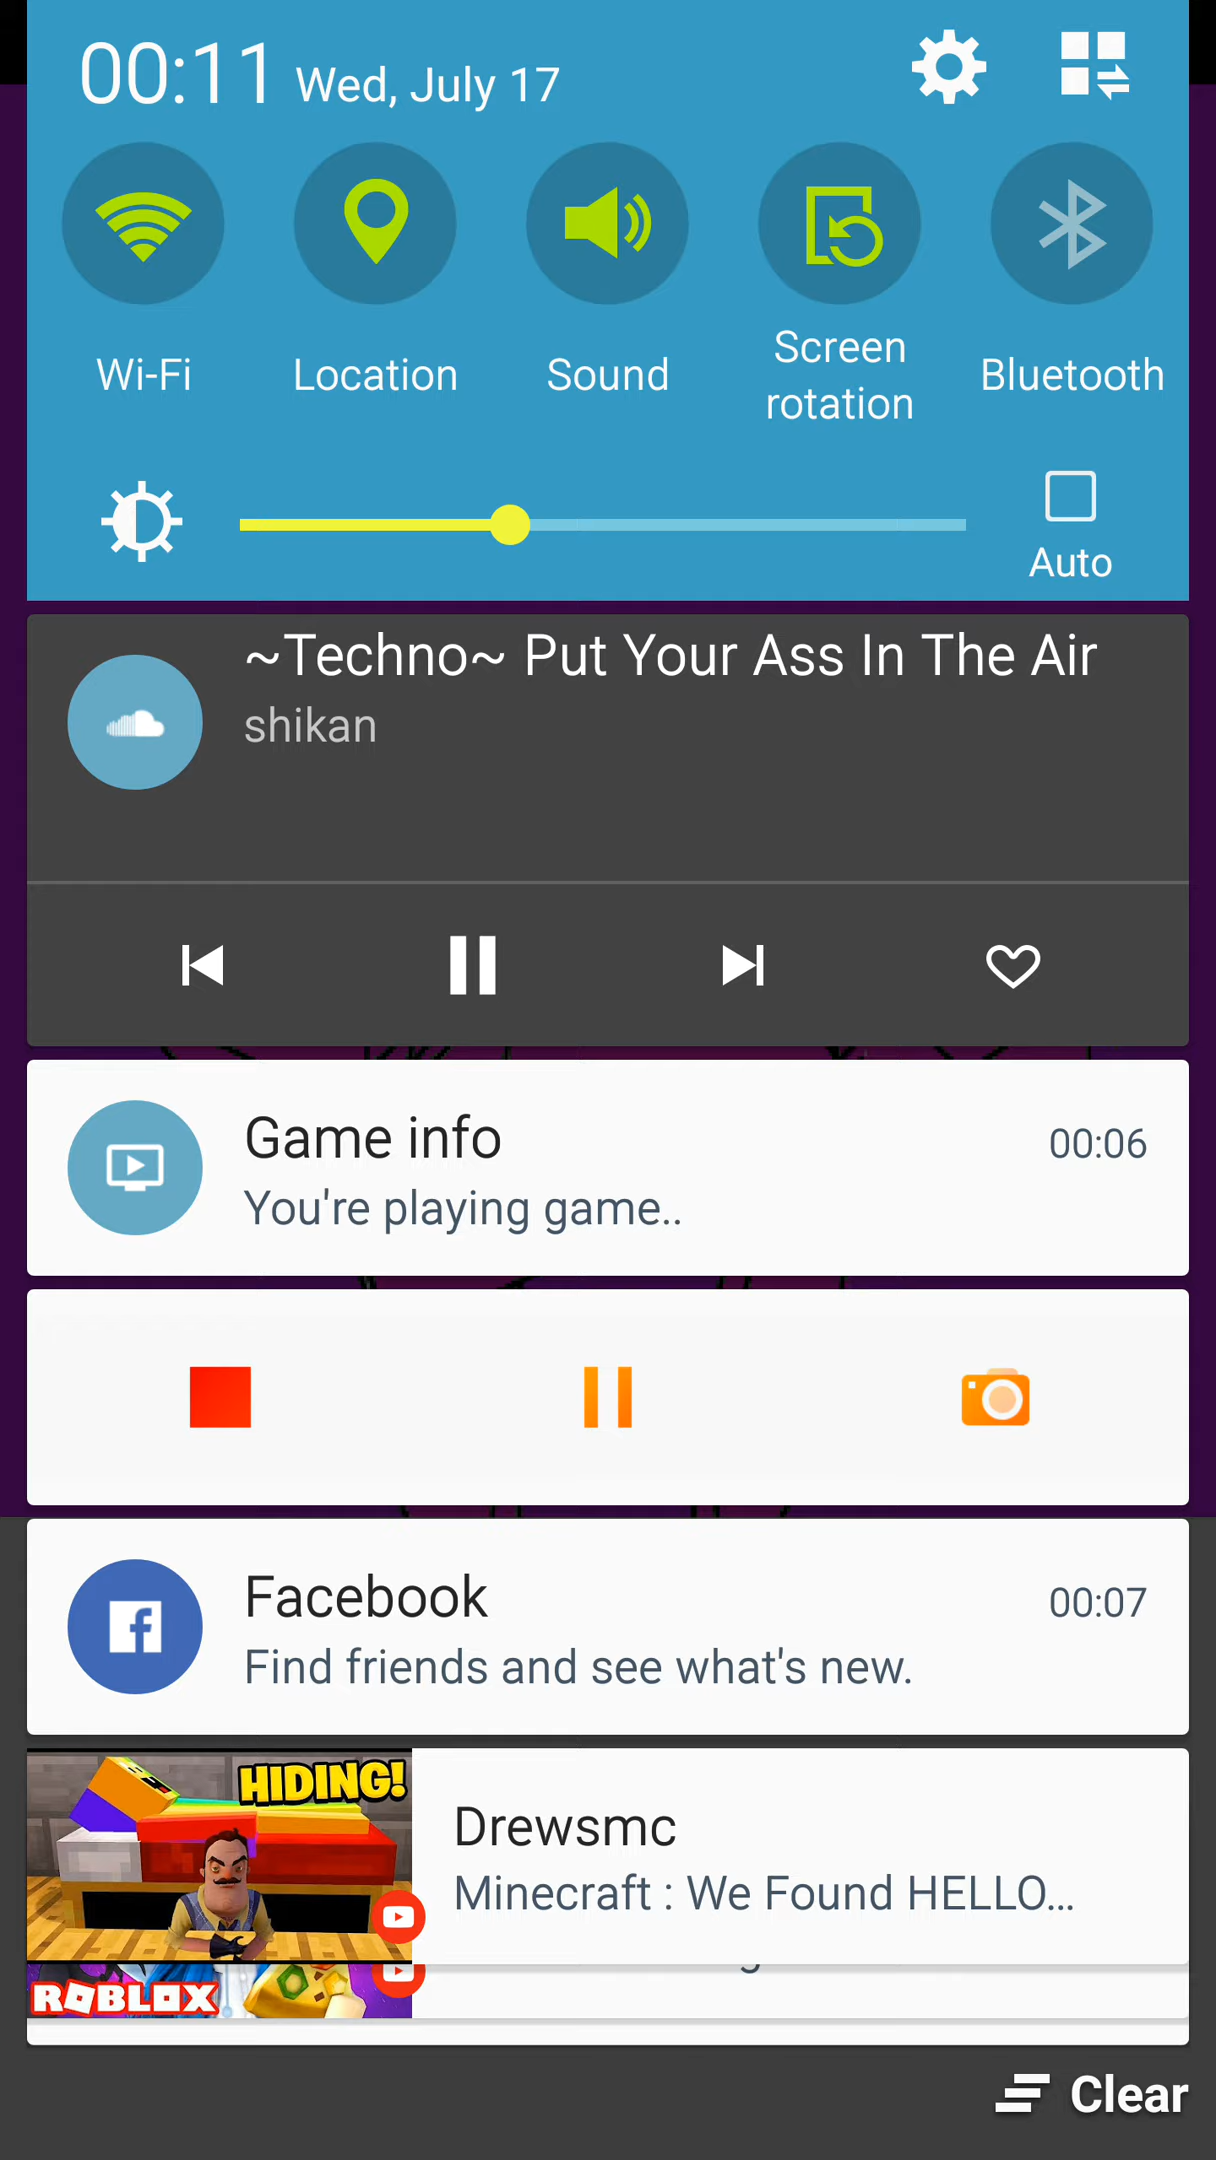 00:11 Wed, July 17
Wi-Fi
Location
Sound
Screen
rotation
Bluetooth
Auto
~Techno~ Put Your Ass In The Air
shikan
Game info
00:06
You're playing game..
Facebook
00:07
Find friends and see what's new.
HIDING!
Drewsmc
Minecraft : We Found HELLO...
ROBLOX
Clear